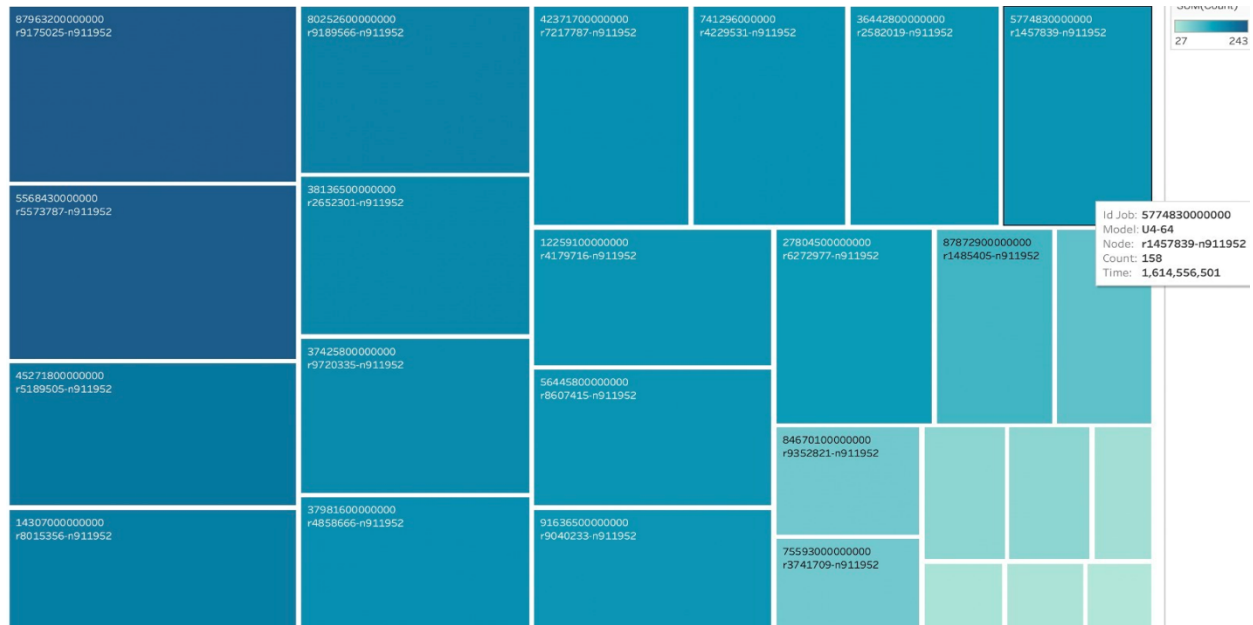 87963200000000
r9175025-n911952
80252600000000
r9189566-n911952
42371700000000
r7217787-n911952
741296000000
r4229531-n911952
36442800000000
r2582019-n911952
5774830000000
r1457839-n911952
SUM(Count)
27 243
5568430000000
r5573787-n911952
38136500000000
r2652301-n911952
Id Job: 5774830000000
Model: U4-64
Node: r1457839-n911952
Count: 158
Time: 1,614,556,501
12259100000000
r4179716-n911952
27804500000000
r6272977-n911952
87872900000000
r1485405-n911952
37425800000000
r9720335-n911952
45271800000000
r5189505-n911952
56445800000000
r8607415-n911952
84670100000000
r9352821-n911952
37981600000000
r4858666-n911952
14307000000000
r8015356-n911952
91636500000000
r9040233-n911952
75593000000000
r3741709-n911952